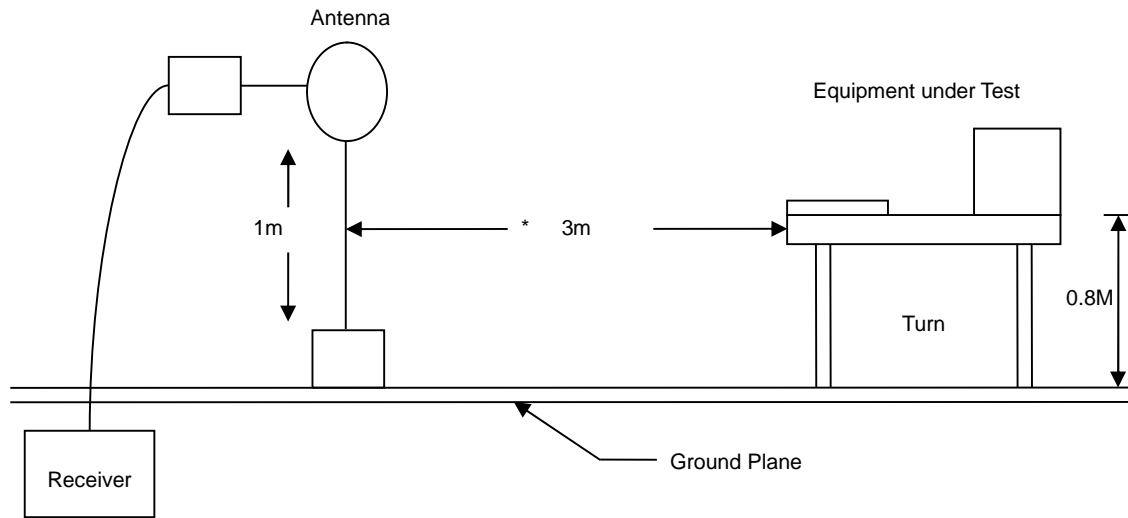 Antenna
Equipment under Test
1m
* 3m
0.8M
Turn
Ground Plane
Receiver